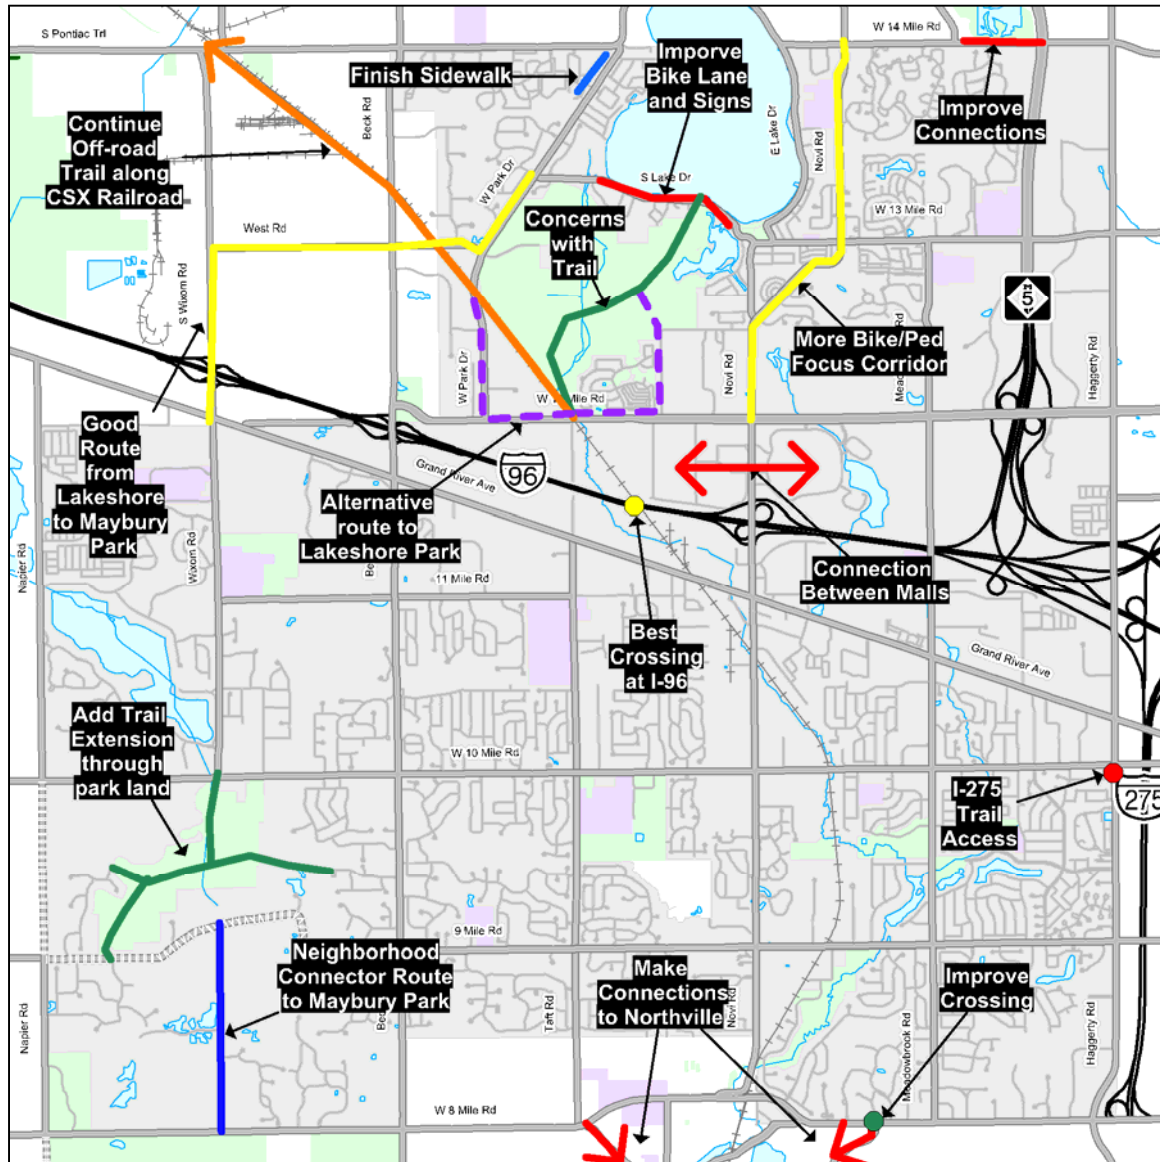 S Pontiac Trl
W 14 Mile Rd
Finish Sidewalk
Imporve
Bike Lane
and Signs
Improve
Connections
Continue
Off-road
Trail along
CSX Railroad
Beck Rd
E Lake Dr
Novi Rd
W Park Dr
S Lake Dr
W 13 Mile Rd
West Rd
Concerns
with
Trail
S Wixom Rd
M
5
More Bike/Ped
Focus Corridor
Haggerty Rd
W Park Dr
Novi Rd
Good
Route
from
Lakeshore
to Maybury
Park
Grand River Ave
96
Alternative
route to
Lakeshore Park
Napier Rd
Wixom Rd
11 Mile Rd
Connection
Between Malls
Best
Crossing
at I-96
Grand River Ave
Add Trail
Extension
through
park land
W 10 Mile Rd
I-275
Trail
Access
275
9 Mile Rd
Neighborhood
Connector Route
to Maybury Park
Make
Connections
to Northville
Improve
Crossing
Napier Rd
Taft Rd
Novi Rd
Meadowbrook Rd
Haggerty Rd
W 8 Mile Rd